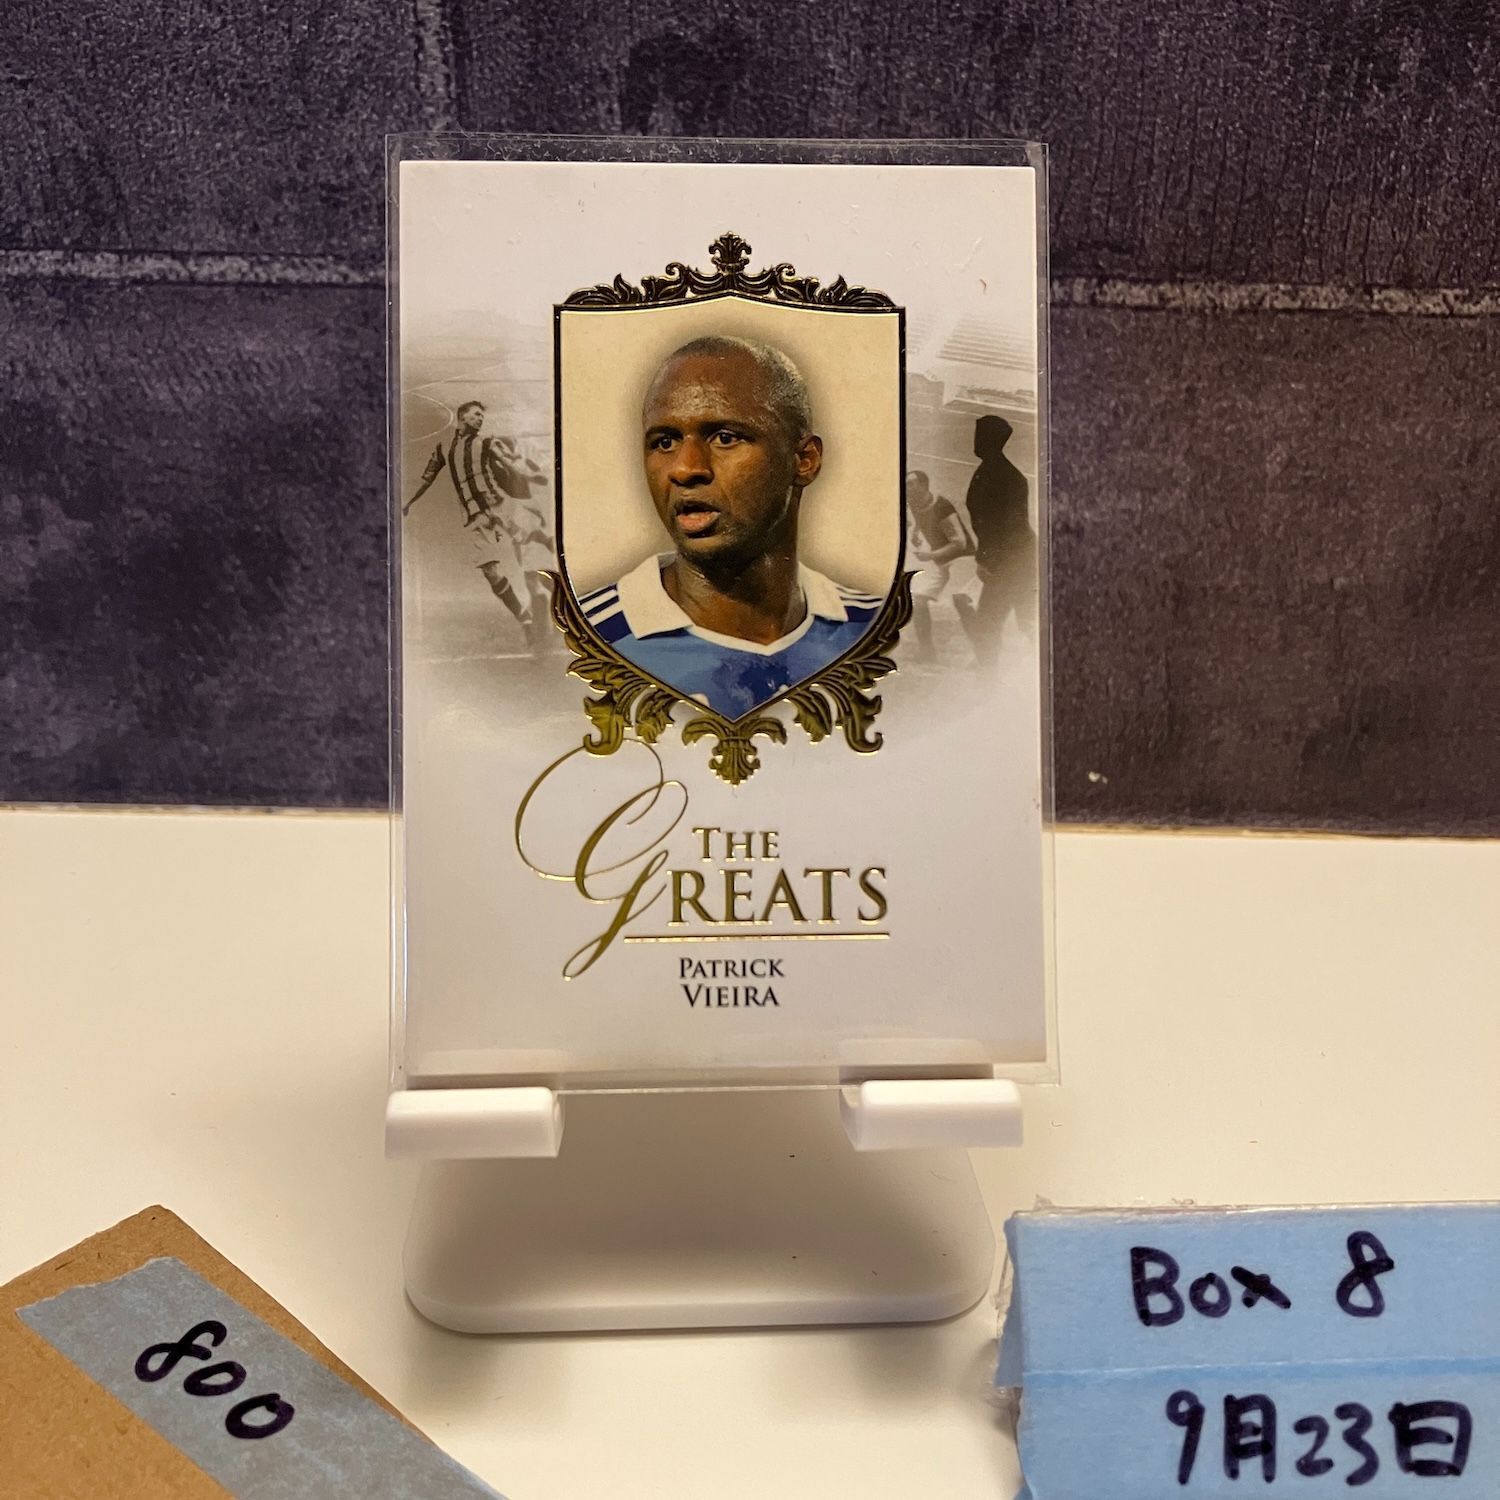 THE
GREATS
PATRICK
VIEIRA
800
Box 8
9月23日